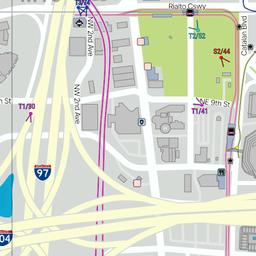 Rialto Cswy
NW 2nd Ave
Catalan Blvd
T2/52
S2/44
NW 2nd Ave
NE 9th St
T1/30
T1/41
97